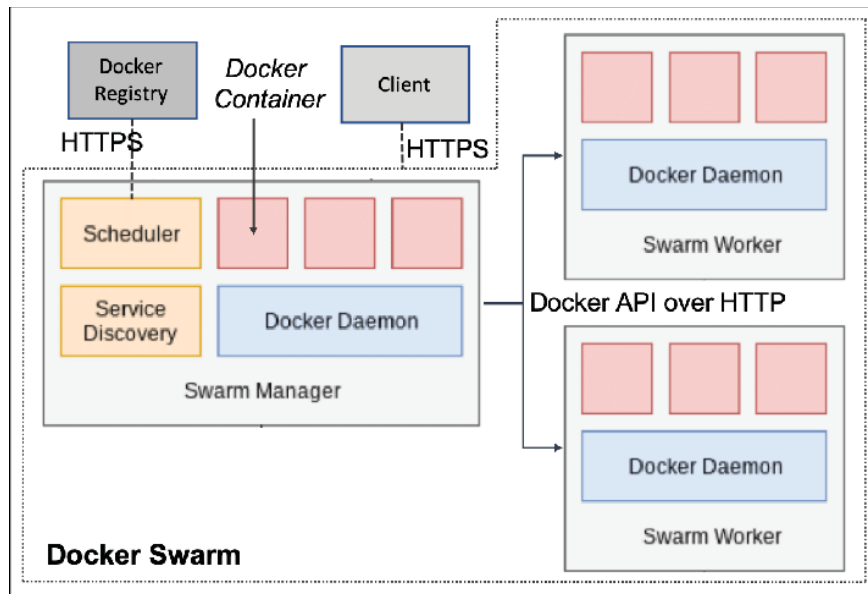 Docker
Registry
Docker
Container
Client
HTTPS
HTTPS
Scheduler
Service
Discovery
Docker Daemon
Swarm Manager
Docker Daemon
Swarm Worker
Docker API over HTTP
Docker Daemon
Swarm Worker
Docker Swarm